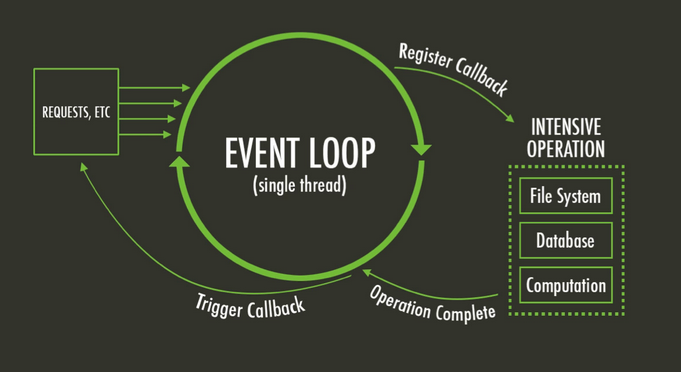 Register Callback
REQUESTS, ETC
EVENT LOOP
(single thread)
INTENSIVE
OPERATION
File System
Database
Computation
Trigger Callback
Operation Complete